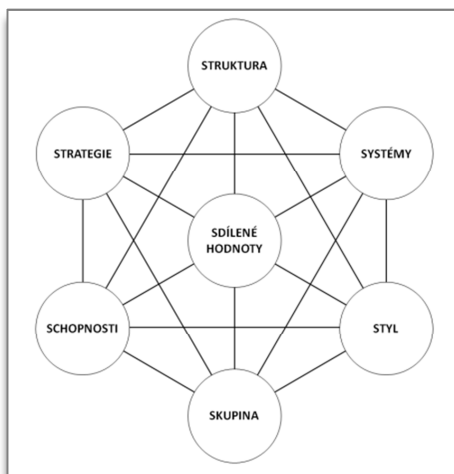 STRUKTURA
STRATEGIE
SYSTÉMY
SDÍLENÉ
HODNOTY
SCHOPNOSTI
STYL
SKUPINA